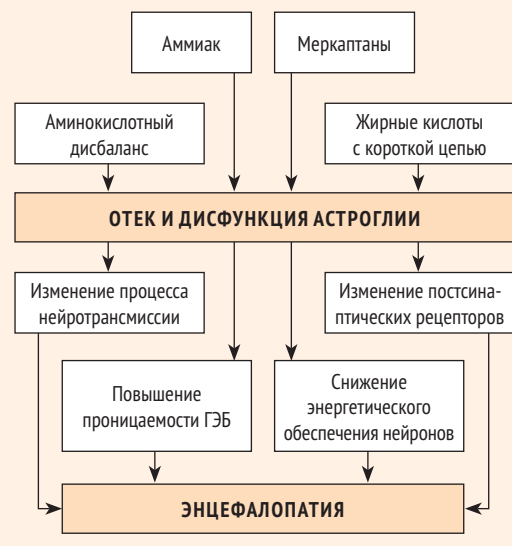 Аммиак
Меркаптаны
Аминокислотный
дисбаланс
Жирные кислоты
с короткой цепью
ОТЕК И ДИСФУНКЦИЯ АСТРОГЛИИ
Изменение процесса
нейротрансмиссии
Изменение постсина-
птических рецепторов
Повышение
проницаемости ГЭБ
Снижение
энергетического
обеспечения нейронов
ЭНЦЕФАЛОПАТИЯ